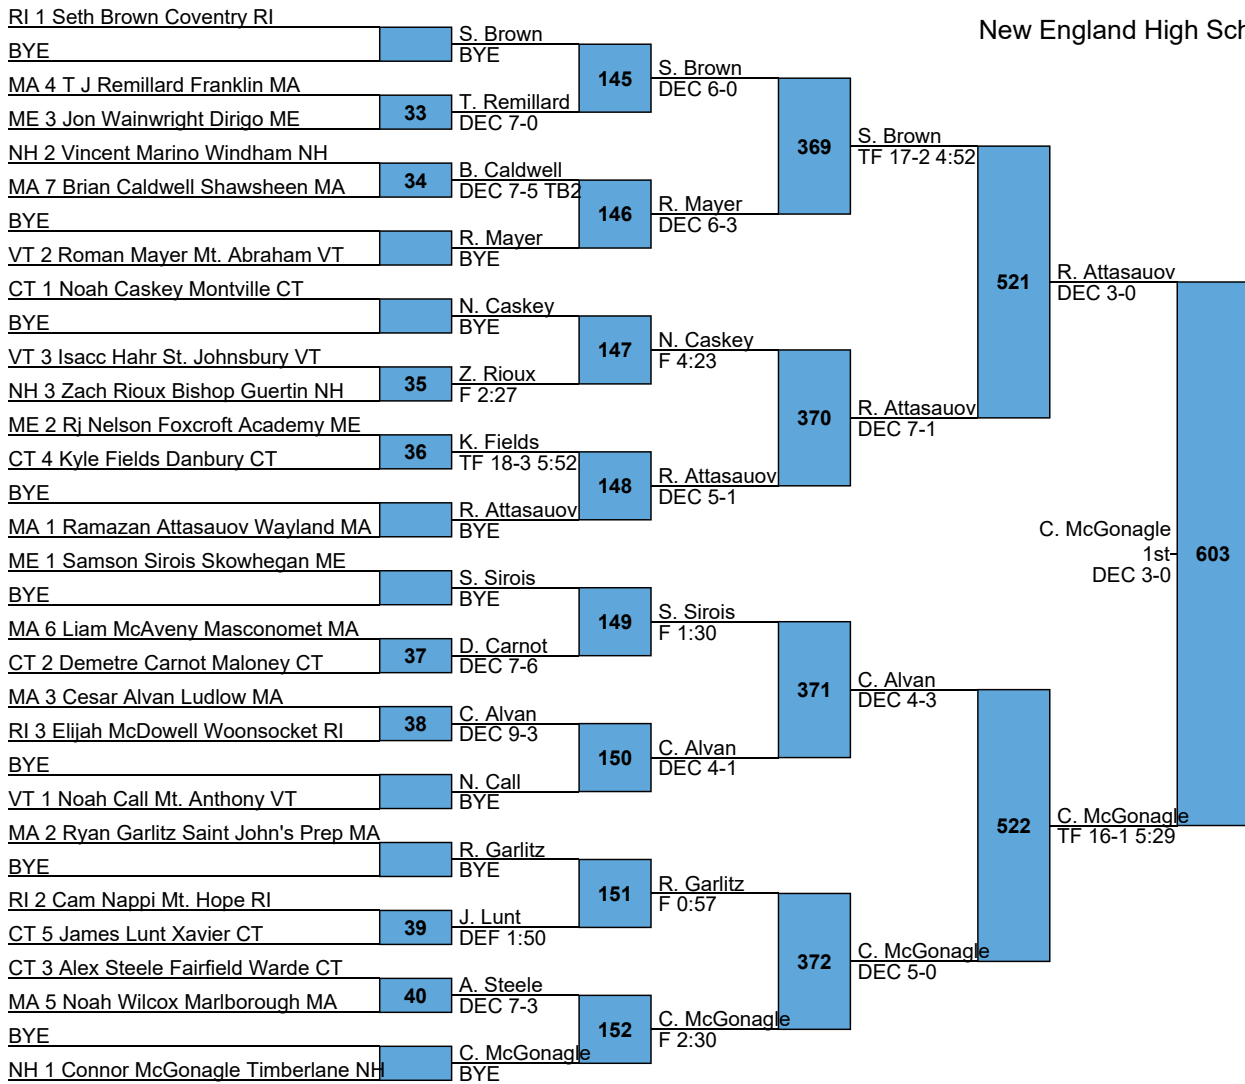 New England High Sch
RI 1 Seth Brown Coventry RI
BYE
MA 4 T J Remillard Franklin MA
ME 3 Jon Wainwright Dirigo ME
NH 2 Vincent Marino Windham NH
MA 7 Brian Caldwell Shawsheen MA
BYE
VT 2 Roman Mayer Mt. Abraham VT
CT 1 Noah Caskey Montville CT
BYE
VT 3 Isacc Hahr St. Johnsbury VT
NH 3 Zach Rioux Bishop Guertin NH
ME 2 Rj Nelson Foxcroft Academy ME
CT 4 Kyle Fields Danbury CT
BYE
MA 1 Ramazan Attasauov Wayland MA
ME 1 Samson Sirois Skowhegan ME
BYE
MA 6 Liam McAveny Masconomet MA
CT 2 Demetre Carnot Maloney CT
MA 3 Cesar Alvan Ludlow MA
RI 3 Elijah McDowell Woonsocket RI
BYE
VT 1 Noah Call Mt. Anthony VT
MA 2 Ryan Garlitz Saint John's Prep MA
BYE
RI 2 Cam Nappi Mt. Hope RI
CT 5 James Lunt Xavier CT
CT 3 Alex Steele Fairfield Warde CT
MA 5 Noah Wilcox Marlborough MA
BYE
NH 1 Connor McGonagle Timberlane NH
33
34
35
36
37
38
39
40
S. Brown
BYE
T. Remillard
DEC 7-0
B. Caldwell
DEC 7-5 TB2
R. Mayer
BYE
N. Caskey
BYE
Z. Rioux
F 2:27
K. Fields
TF 18-3 5:52
R. Attasauov
BYE
S. Sirois
BYE
D. Carnot
DEC 7-6
C. Alvan
DEC 9-3
N. Call
BYE
R. Garlitz
BYE
J. Lunt
DEF 1:50
A. Steele
DEC 7-3
C. McGonagle
BYE
145
146
147
148
149
150
151
152
S. Brown
DEC 6-0
R. Mayer
DEC 6-3
N. Caskey
F 4:23
R. Attasauov
DEC 5-1
S. Sirois
F 1:30
C. Alvan
DEC 4-1
R. Garlitz
F 0:57
C. McGonagle
F 2:30
369
370
371
372
S. Brown
TF 17-2 4:52
R. Attasauov
DEC 7-1
C. Alvan
DEC 4-3
C. McGonagle
DEC 5-0
521
522
R. Attasauov
DEC 3-0
C. McGonagle
TF 16-1 5:29
C. McGonagle
1st
DEC 3-0
603